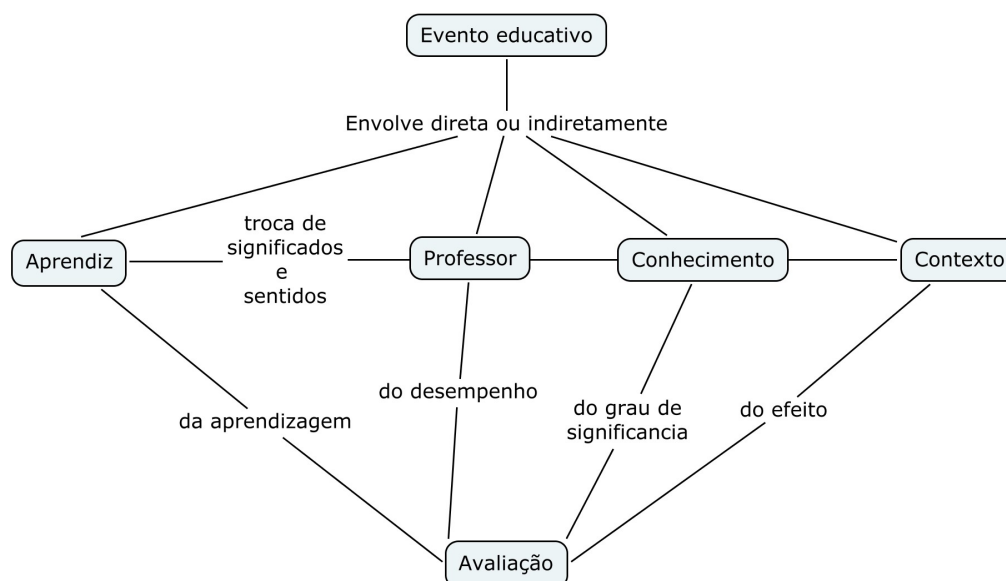 Evento educativo
Envolve direta ou indiretamente
troca de
significados
e
sentidos
Aprendiz
Professor
Conhecimento
Contexto
da aprendizagem
do desempenho
do grau de
significancia
do efeito
Avaliação